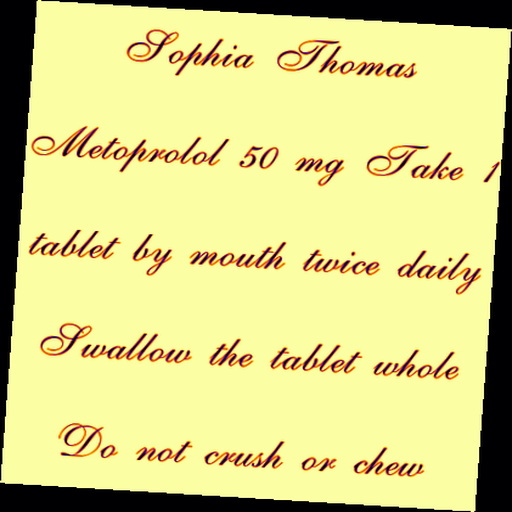 Sophia Thomas
Metoprolol 50 mg Take 1
tablet by mouth twice daily
Swallow the tablet whole
Do not crush or chew